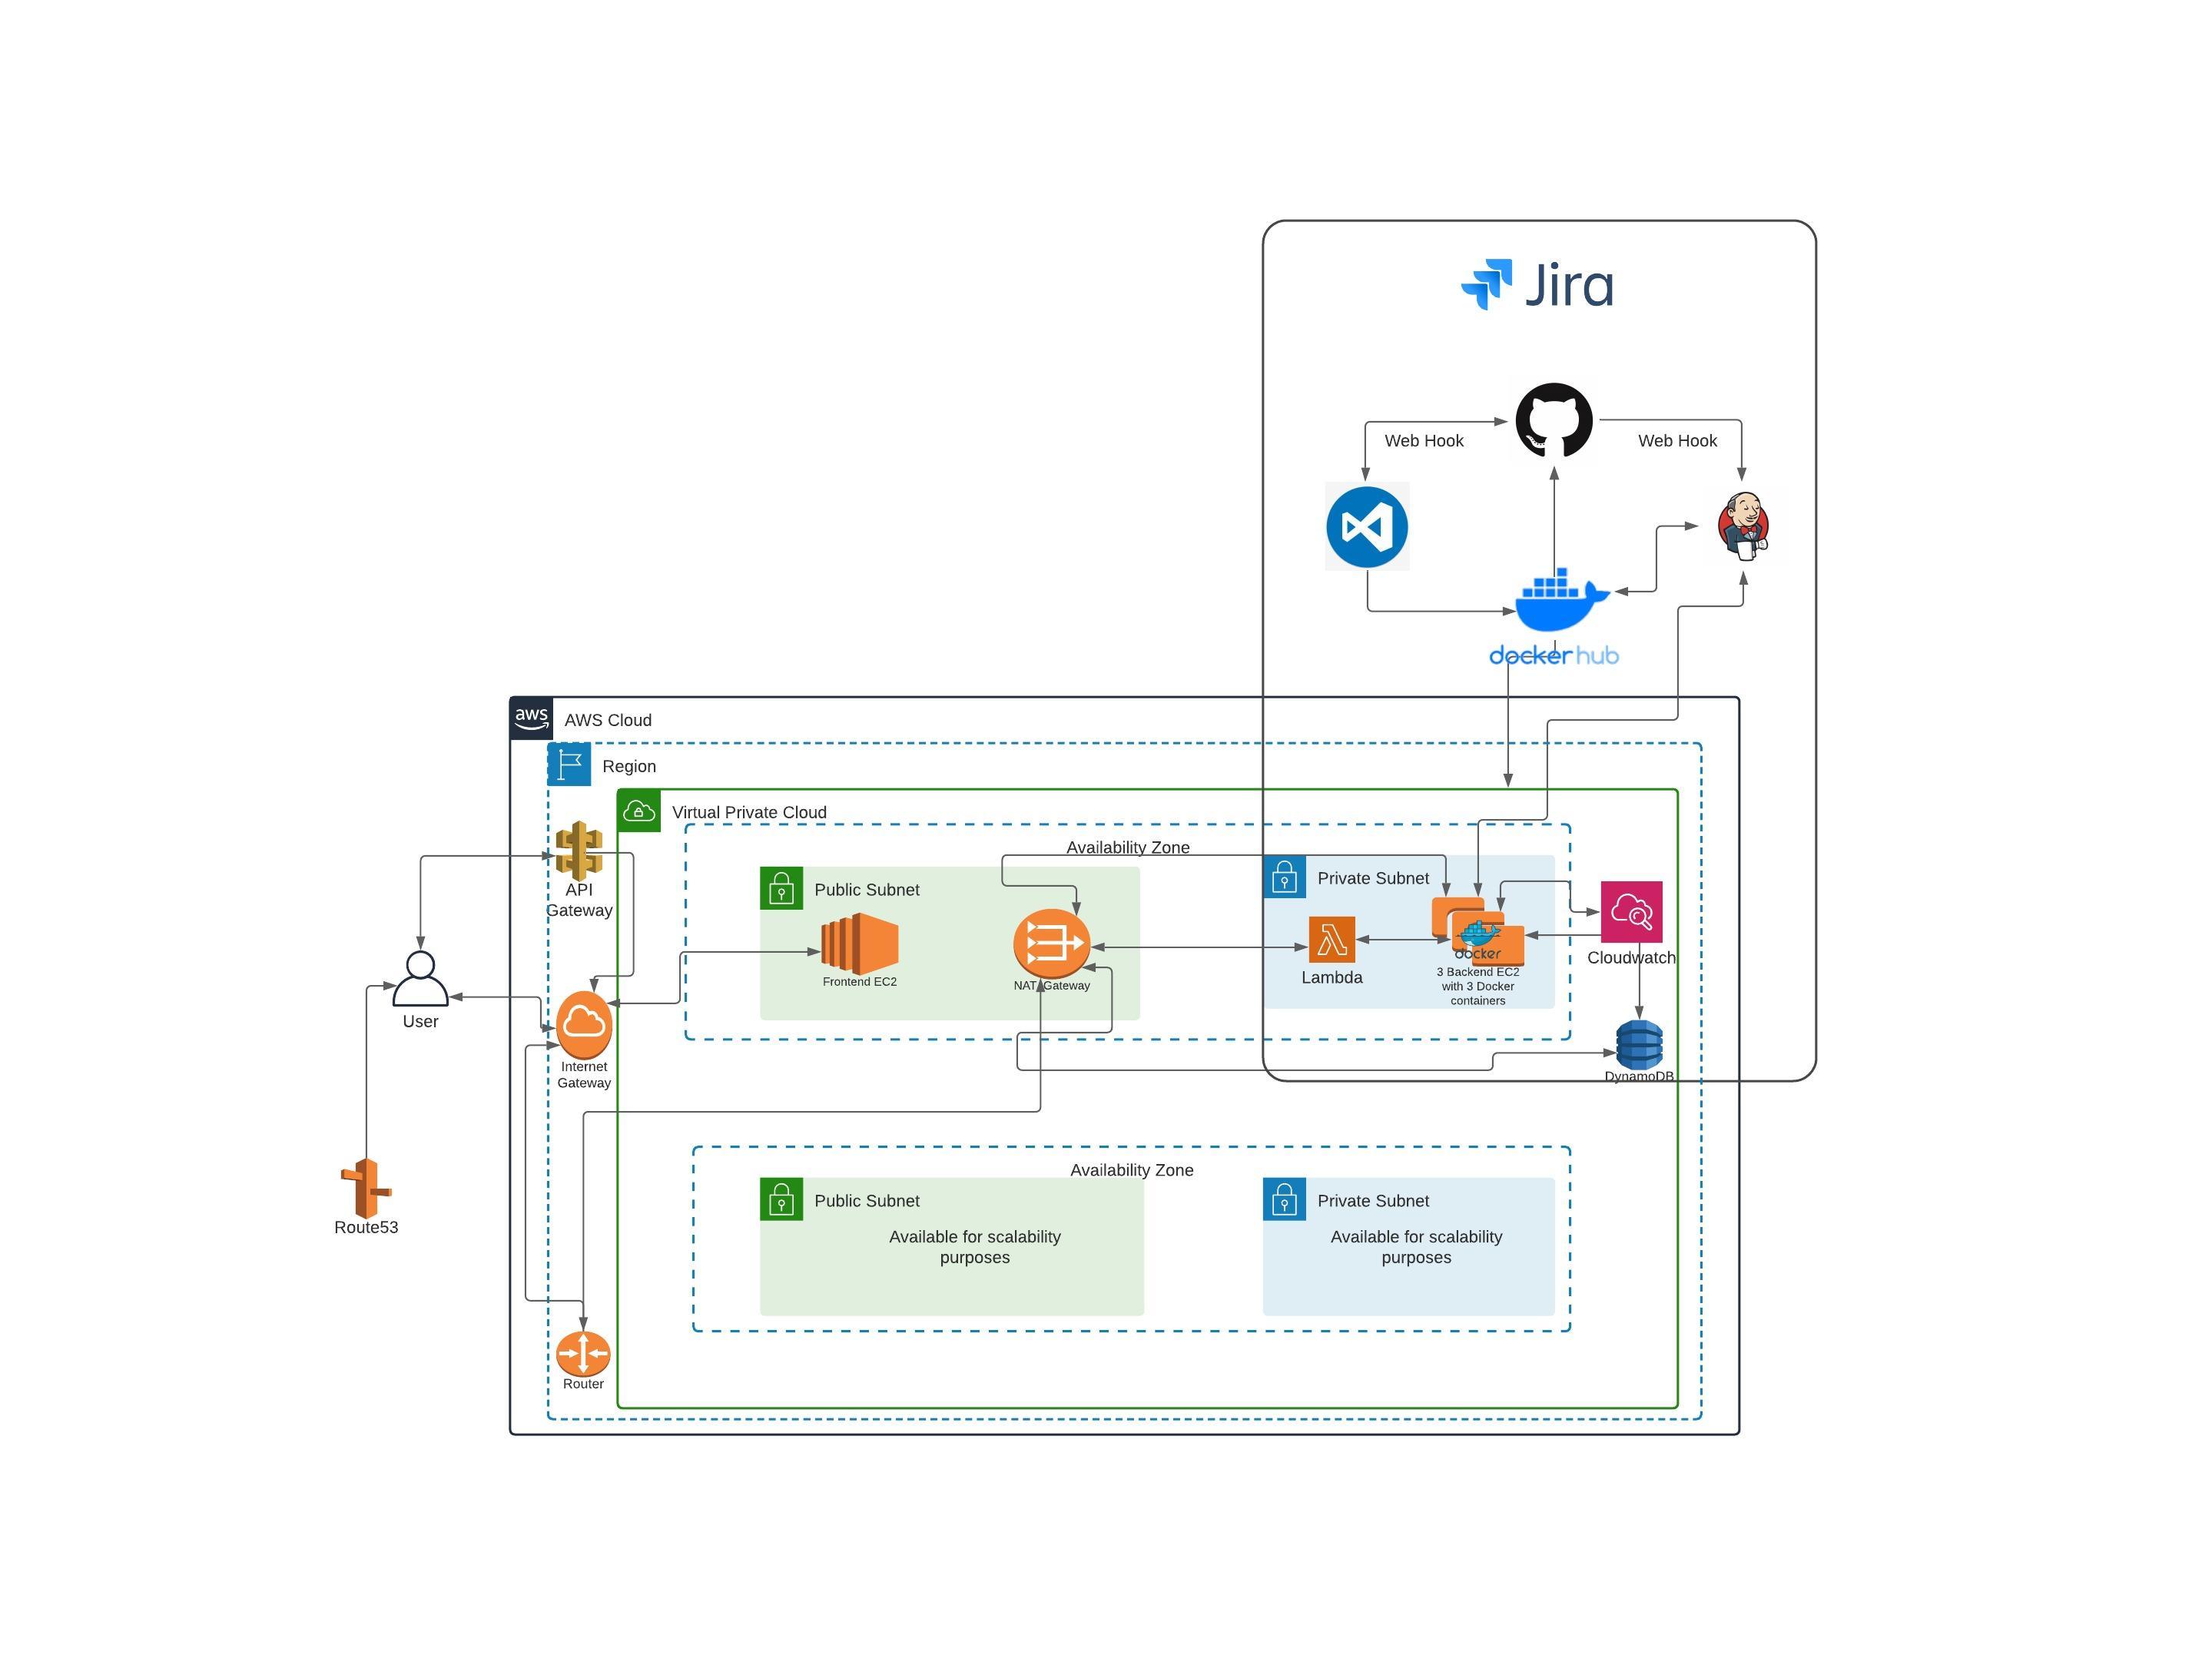 Jira
Web Hook
Web Hook
dockerhub
aws
AWS Cloud
Region
Virtual Private Cloud
Availability Zone
API
Gateway
Public Subnet
Private Subnet
Frontend EC2
NAT Gateway
Lambda
docker
3 Backend EC2
with 3 Docker
containers
Cloudwatch
User
Internet
Gateway
DynamoDB
Availability Zone
Public Subnet
Available for scalability
purposes
Private Subnet
Available for scalability
purposes
Route53
Router